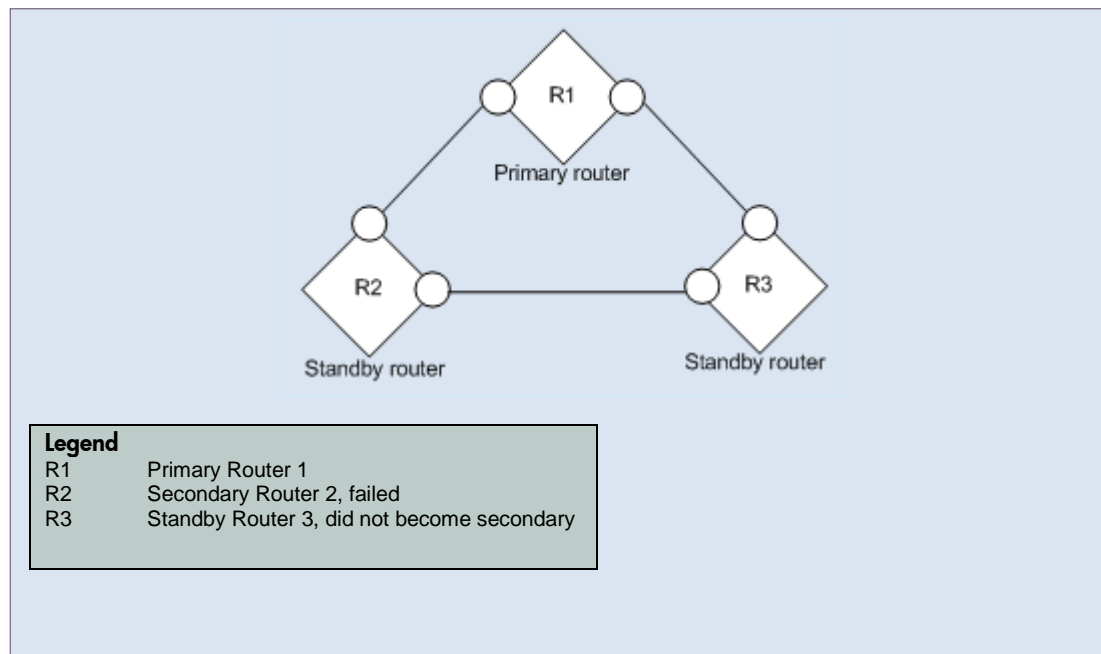 R1
Primary router
R2
R3
Standby router
Standby router
Legend
R1 Primary Router 1
R2 Secondary Router 2, failed
R3 Standby Router 3, did not become secondary